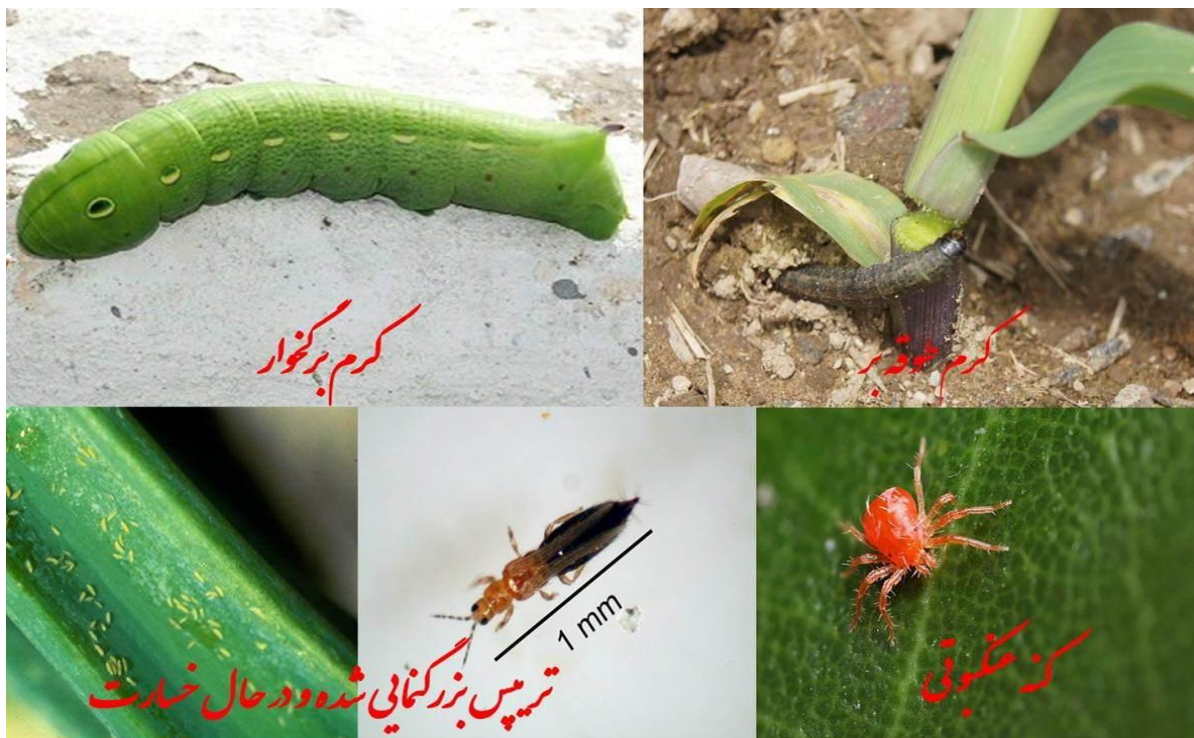 کرم برگخوار
کرم طوقه بر
1 mm
تریپس بزرگنمایی شده و در حال خسارت
کنه عنکبوتی